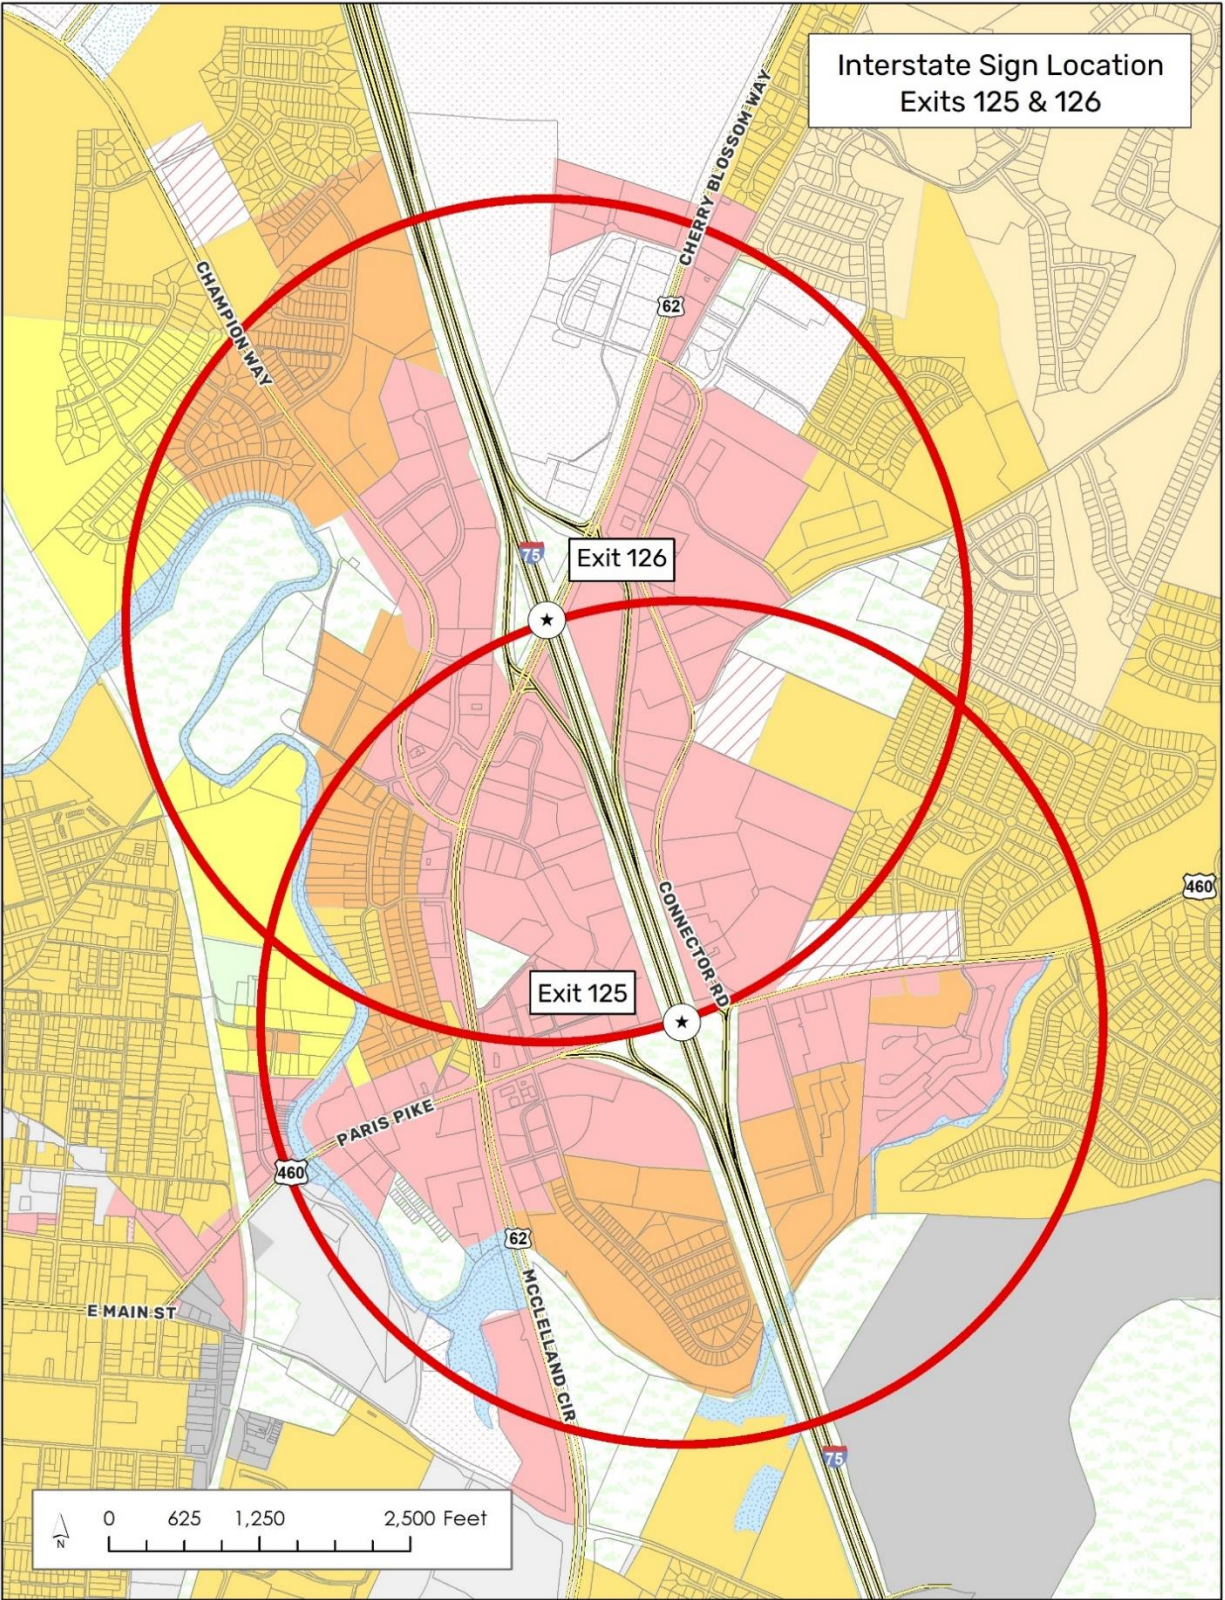 Interstate Sign Location
Exits 125 & 126
CHERRY BLOSSOM WAY
CHAMPION WAY
62
75
Exit 126
460
CONNECTOR RD
Exit 125
PARIS PIKE
460
62
E MAIN ST
MCCLELLAND CIR
75
0 625 1,250 2,500 Feet
N